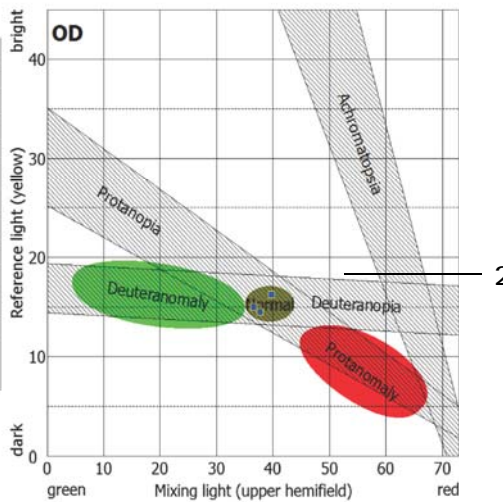 OD
bright
40
30
20
10
0
dark
Reference light (yellow)
Achromatopsia
Protanopia
Deuteranomaly
Normal
Deuteranopia
Protanomaly
2
0 10 20 30 40 50 60 70
green Mixing light (upper hemifield) red